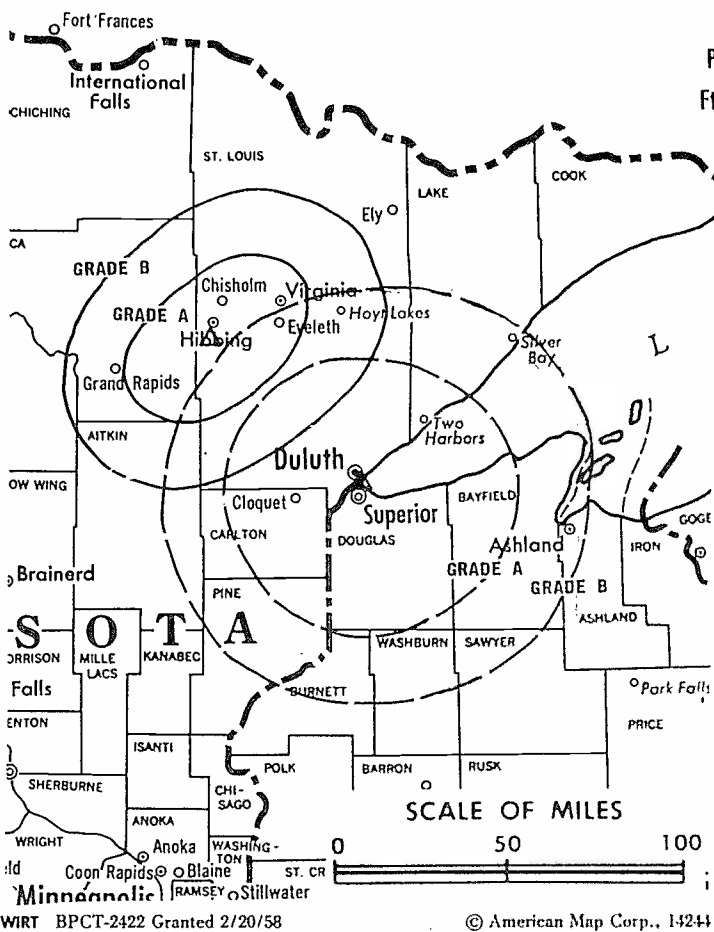 Fort Frances
International
Falls
CHICHING
ST. LOUIS
LAKE
COOK
Ely
CA
GRADE B
Chisholm
Virginia
GRADE A
Hoyt Lakes
Eveleth
Hibbing
Silver
Bay
L
Grand Rapids
Two
Harbors
AITKIN
Duluth
OW WING
Cloquet
Superior
BAYFIELD
CARLTON
DOUGLAS
Ashland
IRON
GOGE
GRADE A
GRADE B
Brainerd
PINE
ASHLAND
SOTA
ORRISON
MILLE
LACS
KANABEC
WASHBURN
SAWYER
Falls
BURNETT
Park Falls
ENTON
PRICE
ISANTI
POLK
BARRON
RUSK
SHERBURNE
CHI-
SAGO
SCALE OF MILES
ANOKA
WRIGHT
0 50 100
Anoka
WASHING-
TON
Coon Rapids
Blaine
ST. CR
Minneapolis
RAMSEY
Stillwater
WIRT BPCT-2422 Granted 2/20/58
© American Map Corp., 14244